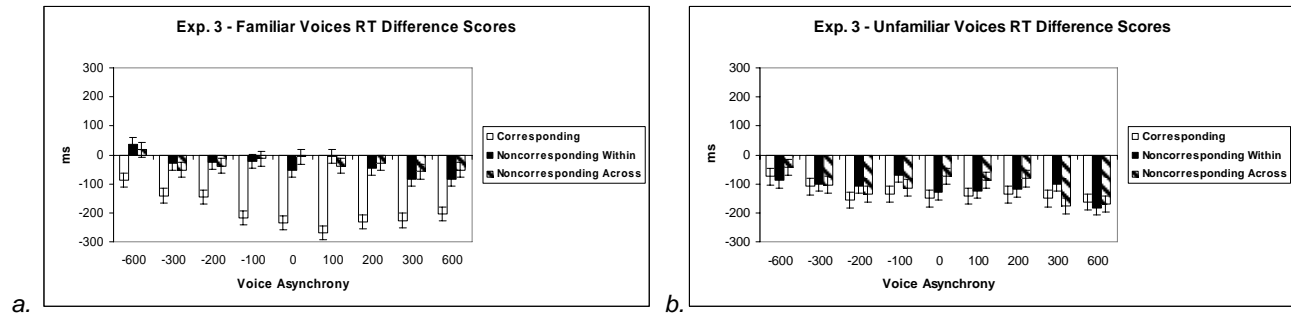 Exp. 3 - Familiar Voices RT Difference Scores
300
200
100
0
-100
-200
-300
ms
-600 -300 -200 -100 0 100 200 300 600
Voice Asynchrony
Corresponding
Noncorresponding Within
Noncorresponding Across
a.
Exp. 3 - Unfamiliar Voices RT Difference Scores
300
200
100
0
-100
-200
-300
ms
-600 -300 -200 -100 0 100 200 300 600
Voice Asynchrony
Corresponding
Noncorresponding Within
Noncorresponding Across
b.